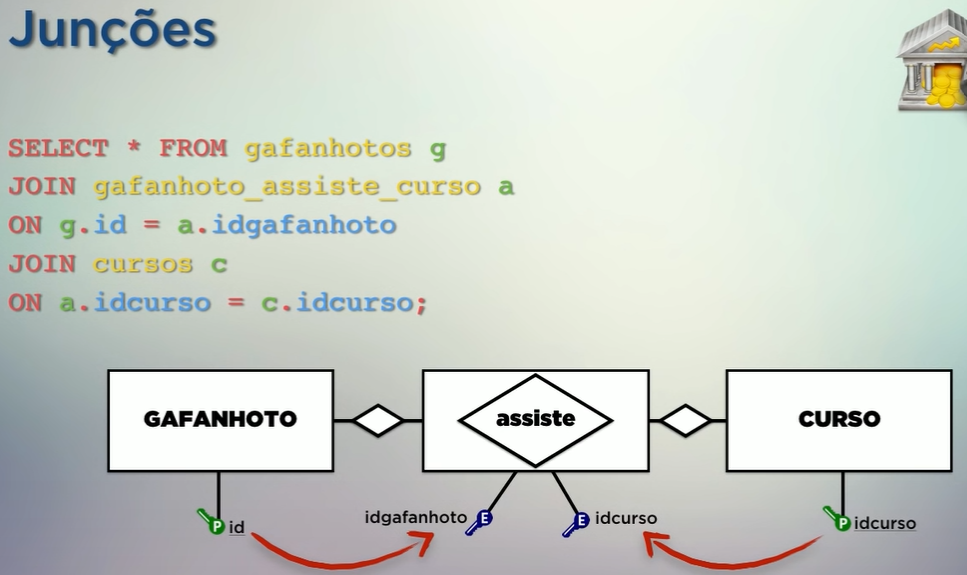 Junções
SELECT * FROM gafanhotos g
JOIN gafanhoto_assiste_curso a
ON g.id = a.idgafanhoto
JOIN cursos c
ON a.idcurso = c.idcurso;
GAFANHOTO
assiste
CURSO
P id
idgafanhoto E
E idcurso
P idcurso